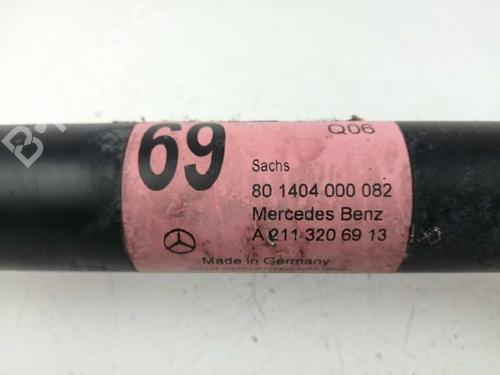 69
Q06
Sachs
80 1404 000 082
Mercedes Benz
A 211 320 69 13
Made in Germany